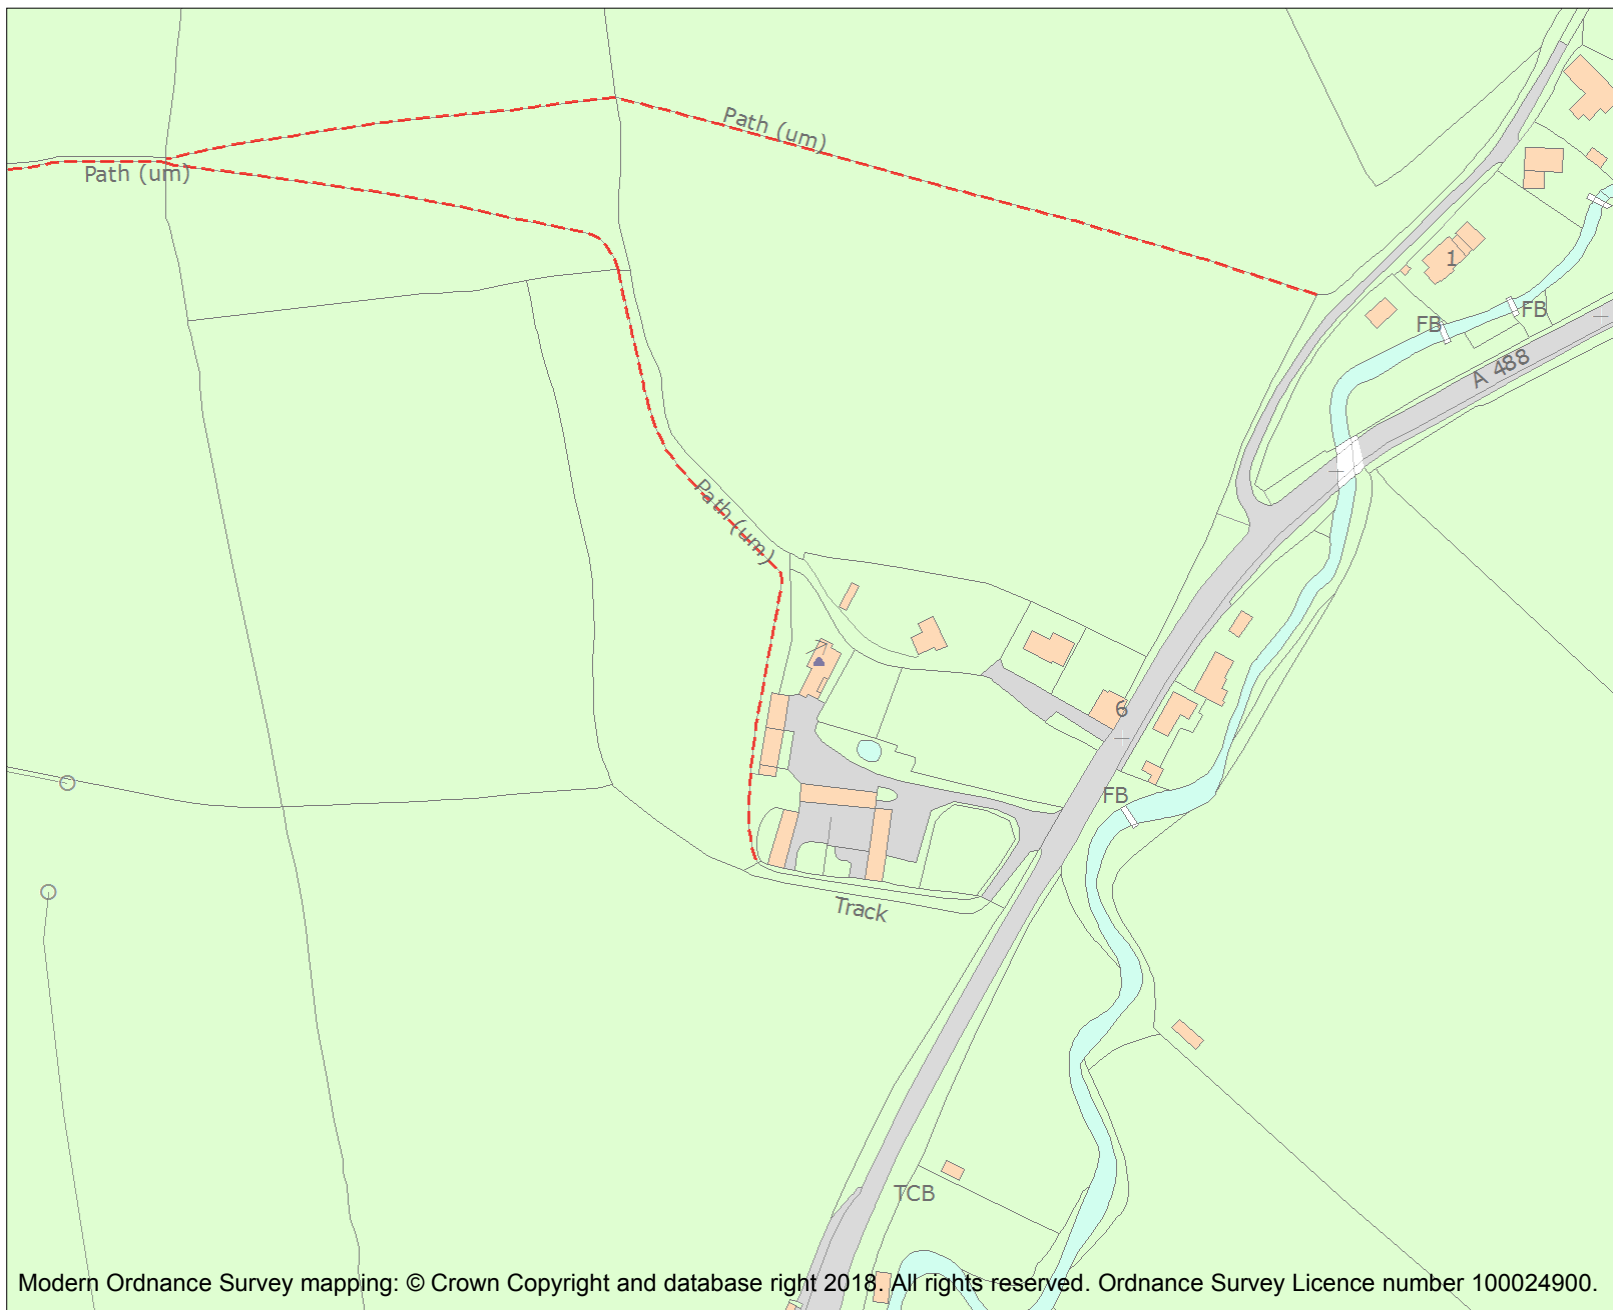 Path (um)
Path (um)
1
FB
FB
A 488
Path (um)
7
6
FB
Track
TCB
Modern Ordnance Survey mapping: © Crown Copyright and database right 2018. All rights reserved. Ordnance Survey Licence number 100024900.